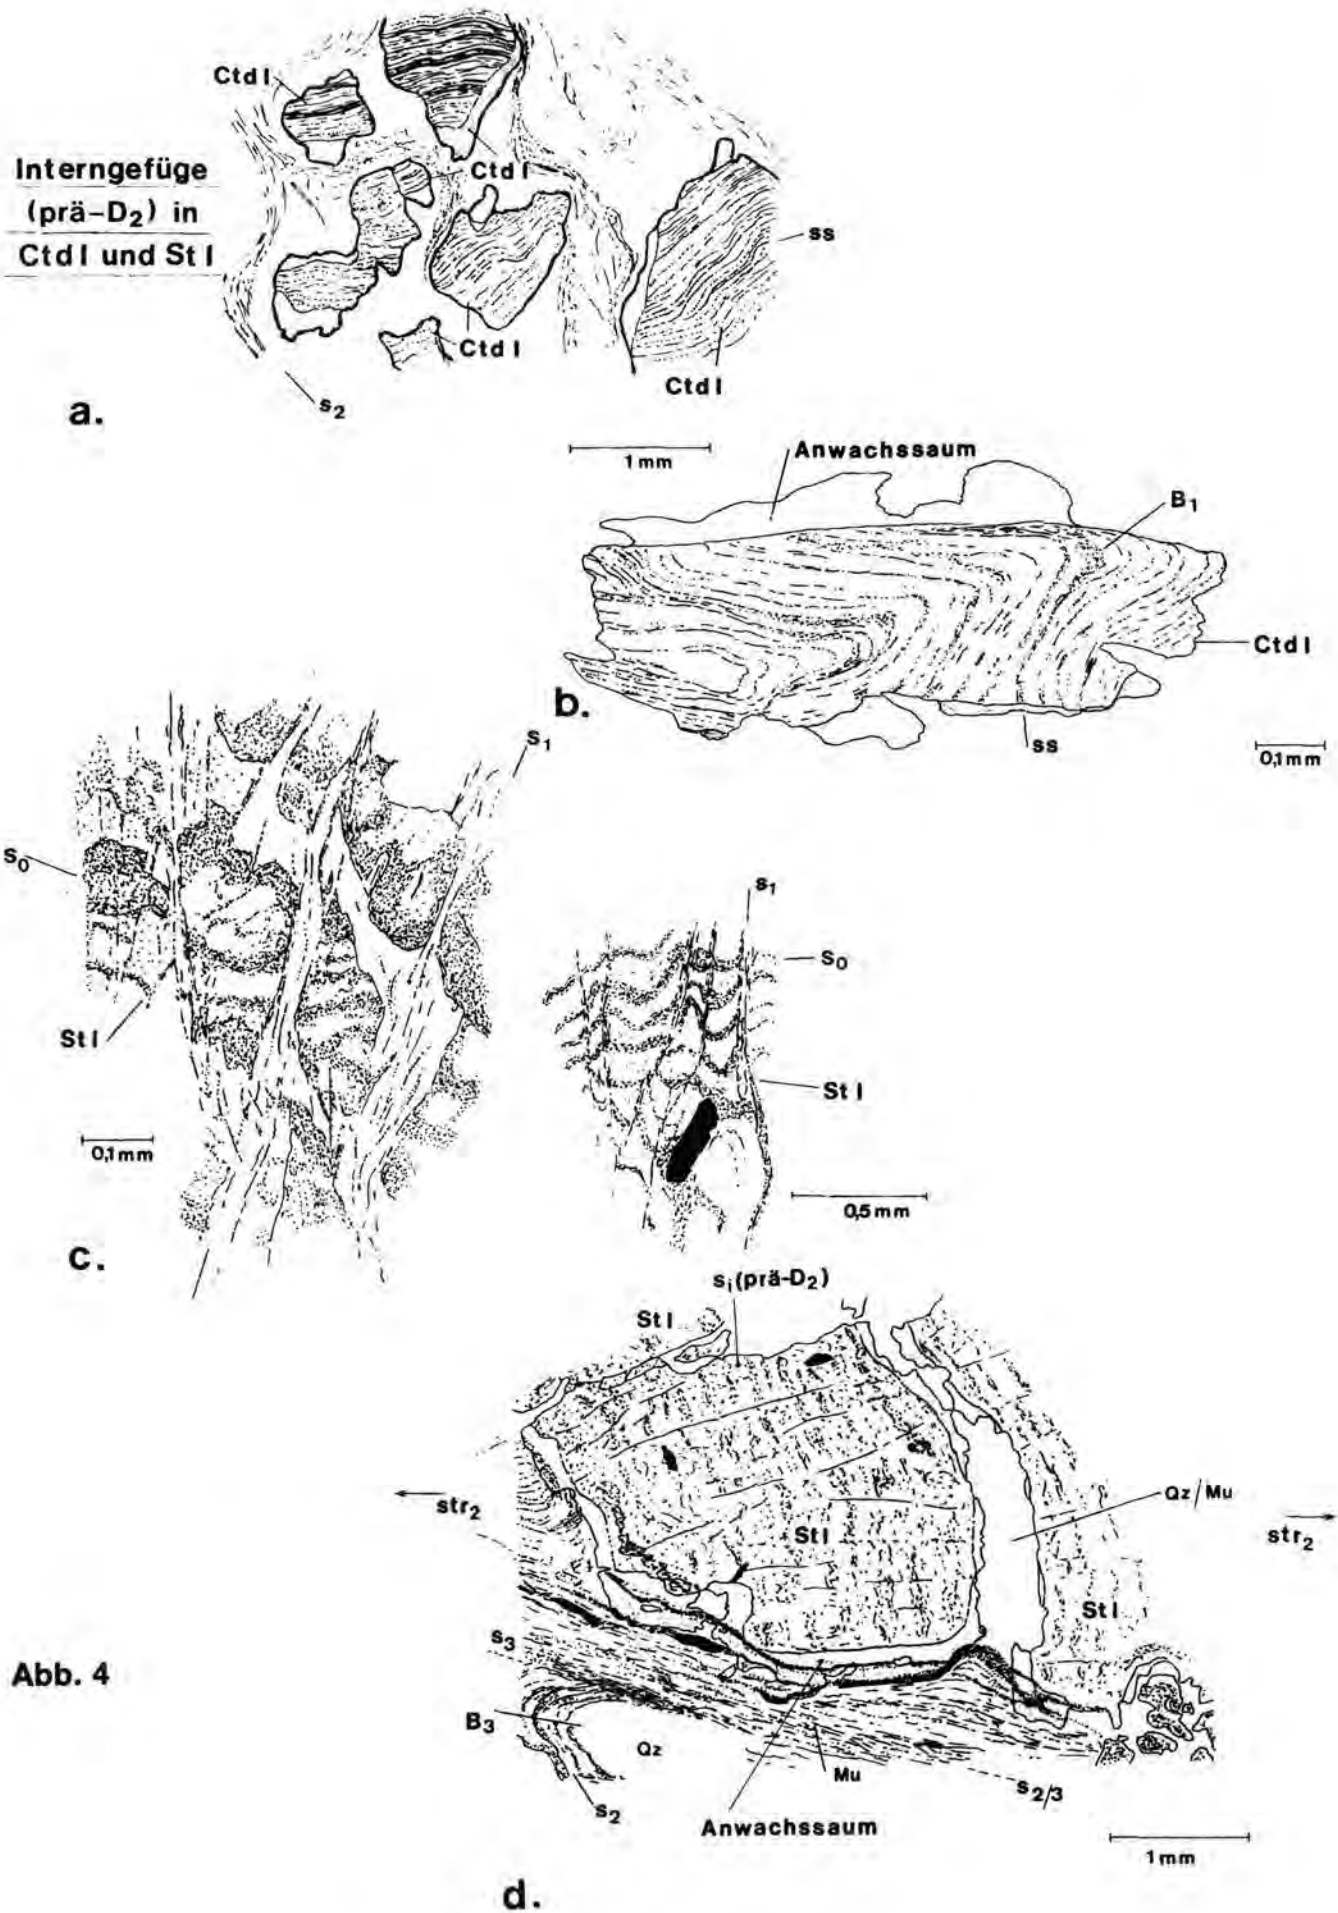 Interngefüge
(prä-D₂) in
Ctd I und St I
Ctd I
Ctd I
ss
Ctd I
Ctd I
s₂
a.
1 mm
Anwachssaum
B₁
Ctd I
ss
b.
0,1 mm
s₁
s₀
St I
0,1 mm
c.
s₁
s₀
St I
0,5 mm
sᵢ (prä-D₂)
St I
str₂
Qz/Mu
str₂
St I
St I
s₃
B₃
Qz
Mu
s₂/₃
s₂
Anwachssaum
1 mm
Abb. 4
d.